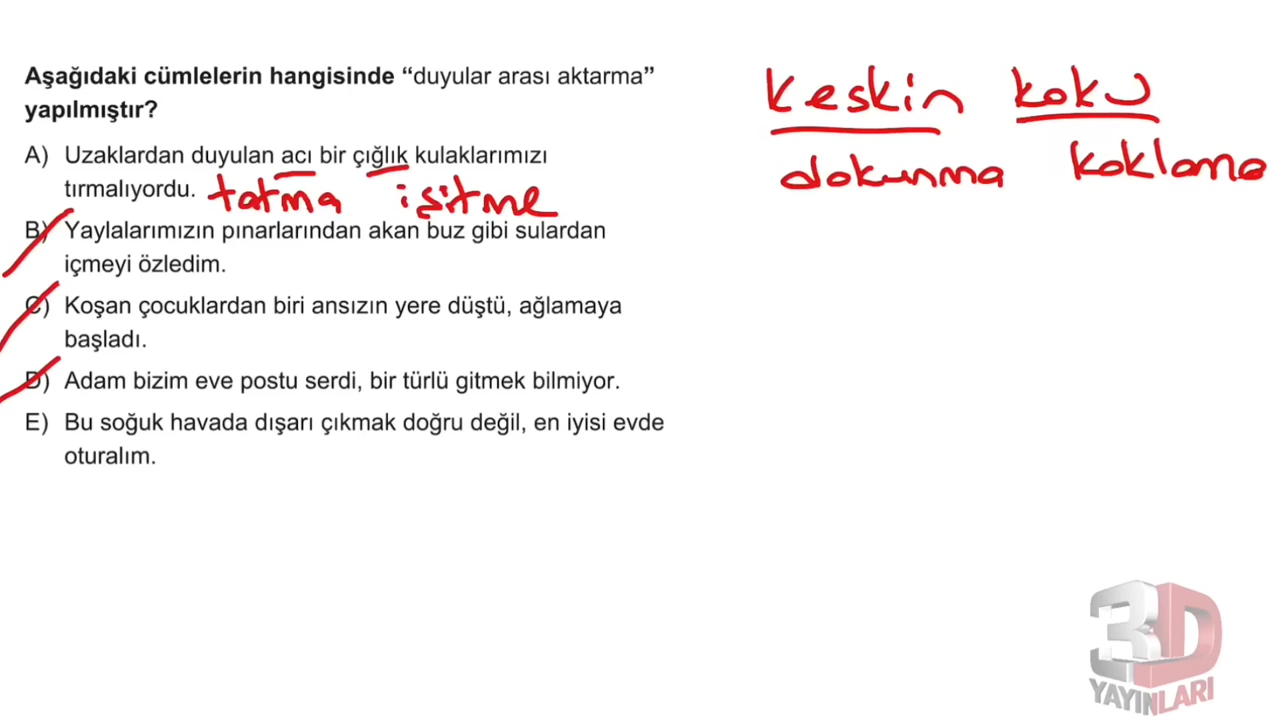 Aşağıdaki cümlelerin hangisinde “duyular arası aktarma”
yapılmıştır?
A) Uzaklardan duyulan acı bir çığlık kulaklarımızı
tırmalıyordu.
tatma işitme
B) Yaylalarımızın pınarlarından akan buz gibi sulardan
içmeyi özledim.
C) Koşan çocuklardan biri ansızın yere düştü, ağlamaya
başladı.
D) Adam bizim eve postu serdi, bir türlü gitmek bilmiyor.
E) Bu soğuk havada dışarı çıkmak doğru değil, en iyisi evde
oturalım.
keskin koku
dokunma koklama
3D
YAYINLARI